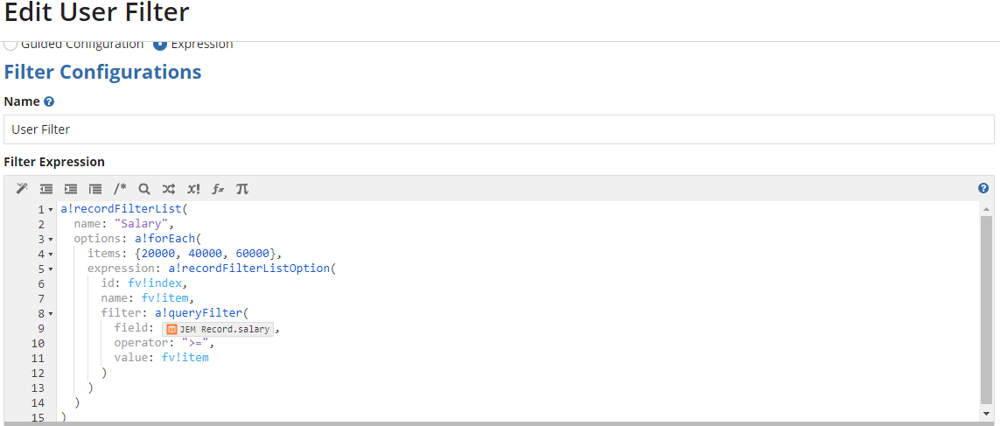 Edit User Filter
Guided Configuration Expression
Filter Configurations
Name ?
User Filter
Filter Expression
/* x! fx π ?
1 a!recordFilterList(
2 name: "Salary",
3 options: a!forEach(
4 items: {20000, 40000, 60000},
5 expression: a!recordFilterListOption(
6 id: fv!index,
7 name: fv!item,
8 filter: a!queryFilter(
9 field: JEM Record.salary,
10 operator: ">=",
11 value: fv!item
12 )
13 )
14 )
15 )